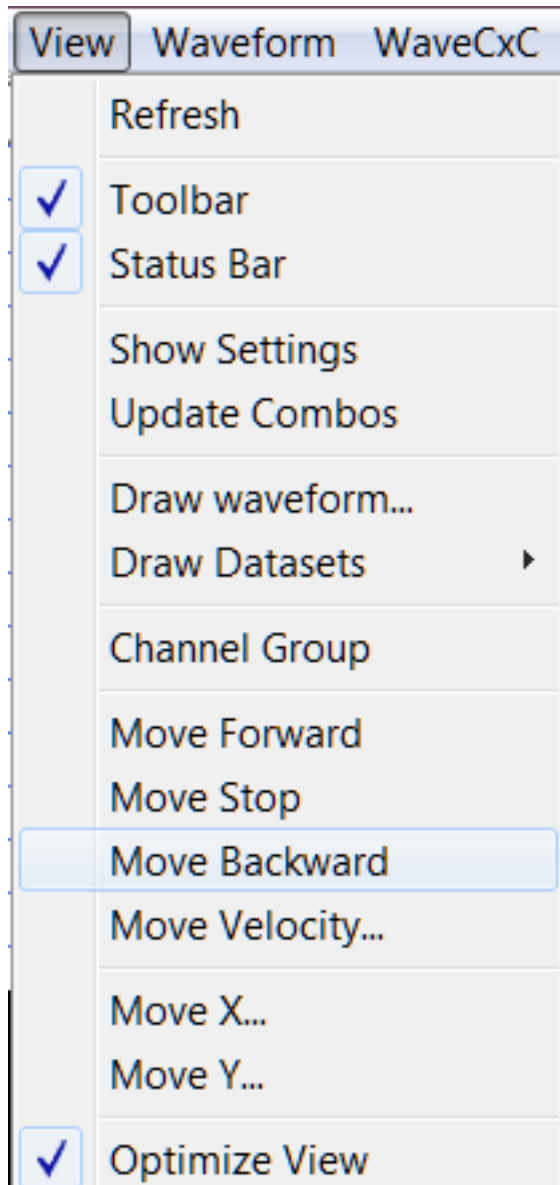 View Waveform WaveCxC
Refresh
Toolbar
Status Bar
Show Settings
Update Combos
Draw waveform...
Draw Datasets
Channel Group
Move Forward
Move Stop
Move Backward
Move Velocity...
Move X...
Move Y...
Optimize View